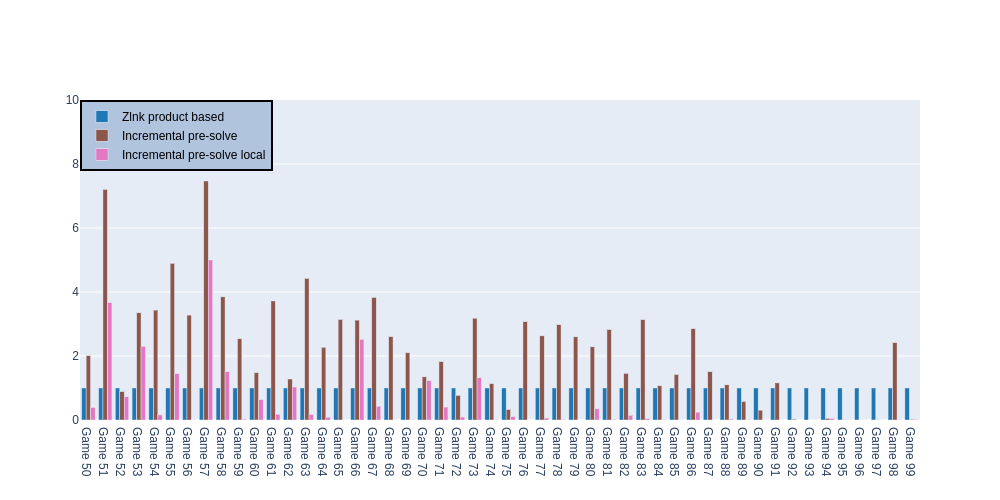 10
8
6
4
2
0
Zlnk product based
Incremental pre-solve
Incremental pre-solve local
Game 50
Game 51
Game 52
Game 53
Game 54
Game 55
Game 56
Game 57
Game 58
Game 59
Game 60
Game 61
Game 62
Game 63
Game 64
Game 65
Game 66
Game 67
Game 68
Game 69
Game 70
Game 71
Game 72
Game 73
Game 74
Game 75
Game 76
Game 77
Game 78
Game 79
Game 80
Game 81
Game 82
Game 83
Game 84
Game 85
Game 86
Game 87
Game 88
Game 89
Game 90
Game 91
Game 92
Game 93
Game 94
Game 95
Game 96
Game 97
Game 98
Game 99